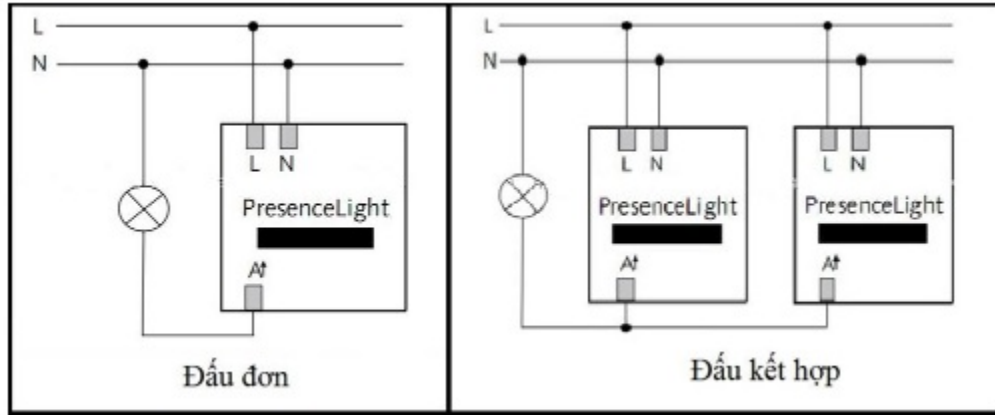 L
N
L N
PresenceLight
A↑
Đấu đơn
L
N
L N L N
PresenceLight PresenceLight
A↑ A↑
Đấu kết hợp